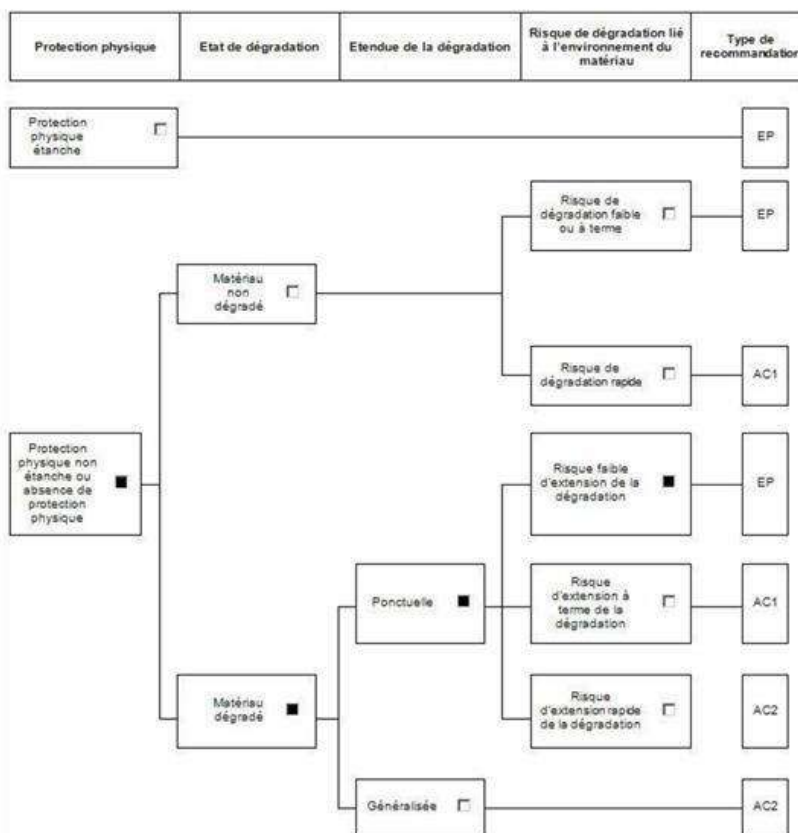 Protection physique
Etat de dégradation
Etendue de la dégradation
Risque de dégradation lié
à l'environnement du
matériau
Type de
recommandation
Protection
physique
étanche
EP
Risque de
dégradation faible
ou à terme
EP
Matériau
non
dégradé
Risque de
dégradation rapide
AC1
Protection
physique non
étanche ou
absence de
protection
physique
Risque faible
d'extension de la
dégradation
EP
Ponctuelle
Risque
d'extension à
terme de la
dégradation
AC1
Matériau
dégradé
Risque
d'extension rapide
de la dégradation
AC2
Généralisée
AC2